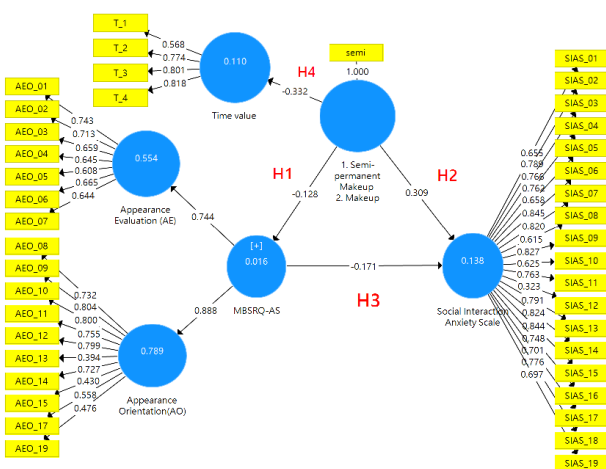 T_1
T_2
T_3
T_4
0.568
0.774
0.801
0.818
0.110
Time value
H4
-0.332
semi
1.000
1. Semi-
permanent
Makeup
2. Makeup
AEO_01
AEO_02
AEO_03
AEO_04
AEO_05
AEO_06
AEO_07
0.743
0.713
0.659
0.645
0.608
0.665
0.644
0.554
Appearance
Evaluation (AE)
0.744
H1
-0.128
H2
0.309
[+]
0.016
MBSRQ-AS
-0.171
H3
0.888
AEO_08
AEO_09
AEO_10
AEO_11
AEO_12
AEO_13
AEO_14
AEO_15
AEO_17
AEO_19
0.732
0.804
0.800
0.755
0.799
0.394
0.727
0.430
0.558
0.476
0.789
Appearance
Orientation(AO)
0.138
Social Interaction
Anxiety Scale
0.655
0.789
0.762
0.658
0.845
0.820
0.615
0.827
0.625
0.763
0.323
0.791
0.824
0.844
0.748
0.701
0.776
0.697
SIAS_01
SIAS_02
SIAS_03
SIAS_04
SIAS_05
SIAS_06
SIAS_07
SIAS_08
SIAS_09
SIAS_10
SIAS_11
SIAS_12
SIAS_13
SIAS_14
SIAS_15
SIAS_16
SIAS_17
SIAS_18
SIAS_19